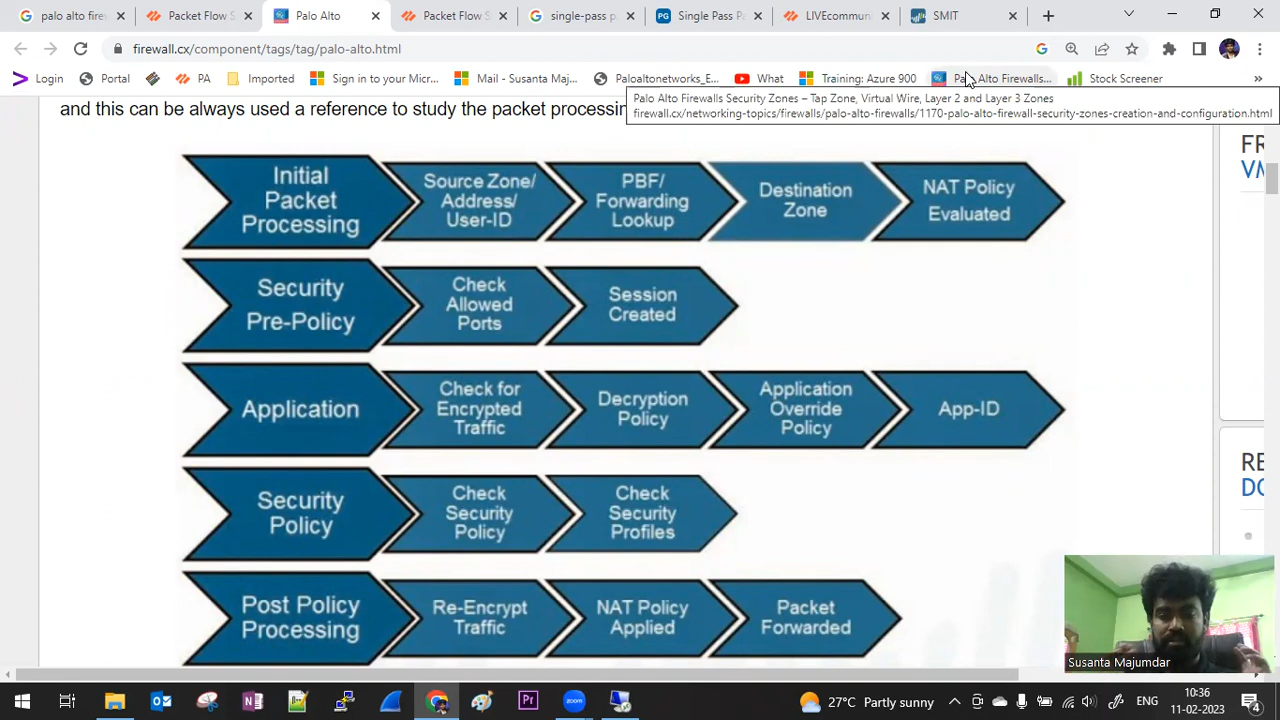 palo alto fire
Packet Flow S
Palo Alto
Packet Flow i
single-pass p
Single Pass P
LIVEcommun
SMIT
firewall.cx/component/tags/tag/palo-alto.html
Login
Portal
PA
Imported
Sign in to your Micr...
Mail - Susanta Maj...
Paloaltonetworks_E...
What
Training: Azure 900
Palo Alto Firewalls...
Stock Screener
»
Palo Alto Firewalls Security Zones – Tap Zone, Virtual Wire, Layer 2 and Layer 3 Zones
firewall.cx/networking-topics/firewalls/palo-alto-firewalls/1170-palo-alto-firewall-security-zones-creation-and-configuration.html
and this can be always used a reference to study the packet processing
FR
VM
Initial
Packet
Processing
Source Zone/
Address/
User-ID
PBF/
Forwarding
Lookup
Destination
Zone
NAT Policy
Evaluated
Security
Pre-Policy
Check
Allowed
Ports
Session
Created
Application
Check for
Encrypted
Traffic
Decryption
Policy
Application
Override
Policy
App-ID
RE
DO
Security
Policy
Check
Security
Policy
Check
Security
Profiles
Post Policy
Processing
Re-Encrypt
Traffic
NAT Policy
Applied
Packet
Forwarded
Susanta Majumdar
Pr
zoom
27°C Partly sunny
ENG
10:36
11-02-2023
4